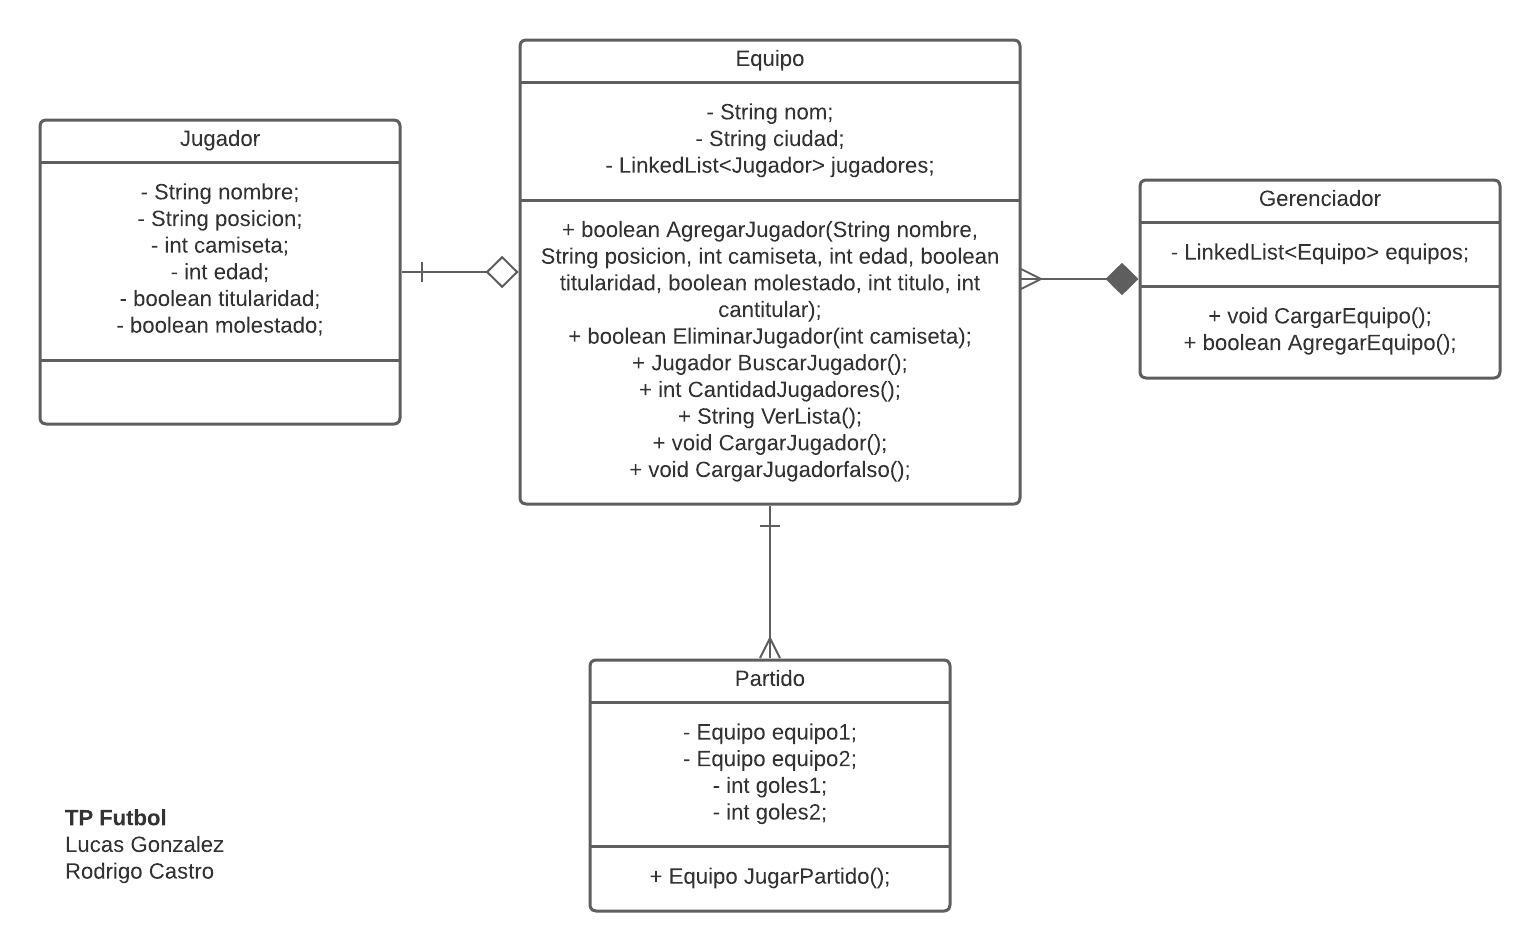 Equipo
- String nom;
- String ciudad;
- LinkedList<Jugador> jugadores;
+ boolean AgregarJugador(String nombre,
String posicion, int camiseta, int edad, boolean
titularidad, boolean molestado, int titulo, int
cantitular);
+ boolean EliminarJugador(int camiseta);
+ Jugador BuscarJugador();
+ int CantidadJugadores();
+ String VerLista();
+ void CargarJugador();
+ void CargarJugadorfalso();
Jugador
- String nombre;
- String posicion;
- int camiseta;
- int edad;
- boolean titularidad;
- boolean molestado;
Gerenciador
- LinkedList<Equipo> equipos;
+ void CargarEquipo();
+ boolean AgregarEquipo();
Partido
- Equipo equipo1;
- Equipo equipo2;
- int goles1;
- int goles2;
+ Equipo JugarPartido();
TP Futbol
Lucas Gonzalez
Rodrigo Castro